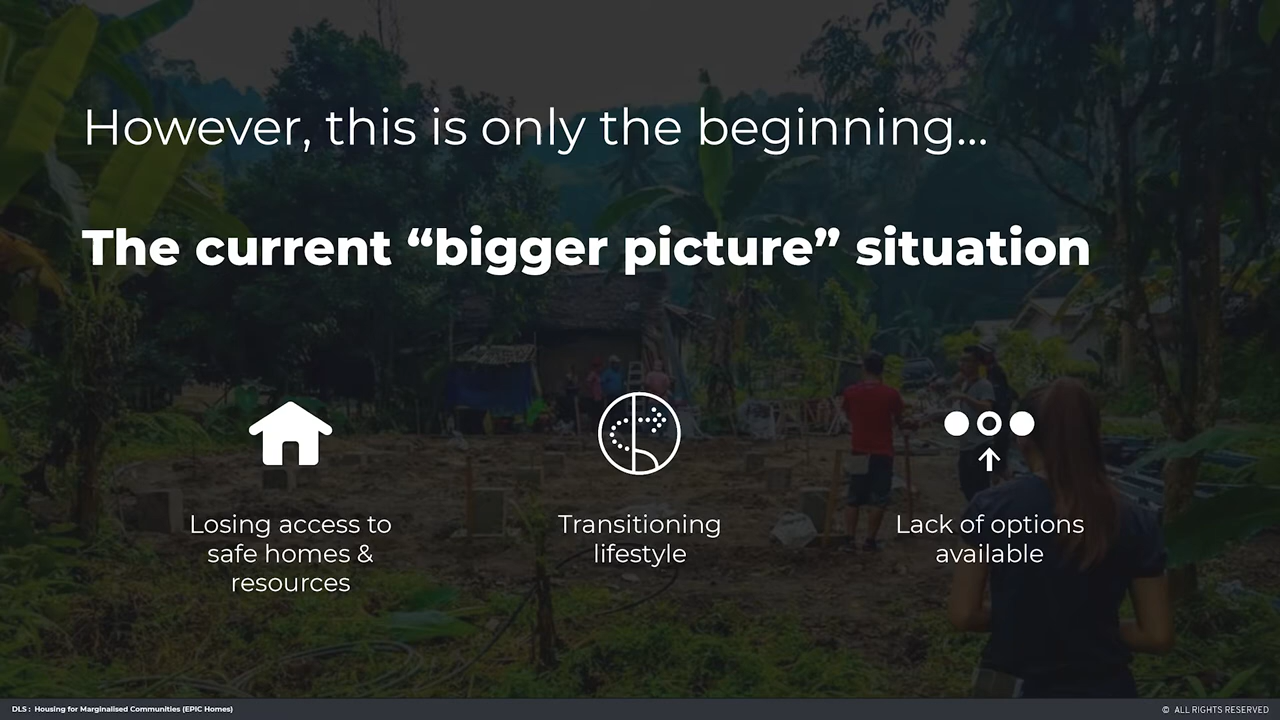 However, this is only the beginning...
The current “bigger picture” situation
Losing access to
safe homes &
resources
Transitioning
lifestyle
Lack of options
available
DLS : Housing for Marginalised Communities (EPIC Homes)
© ALL RIGHTS RESERVED